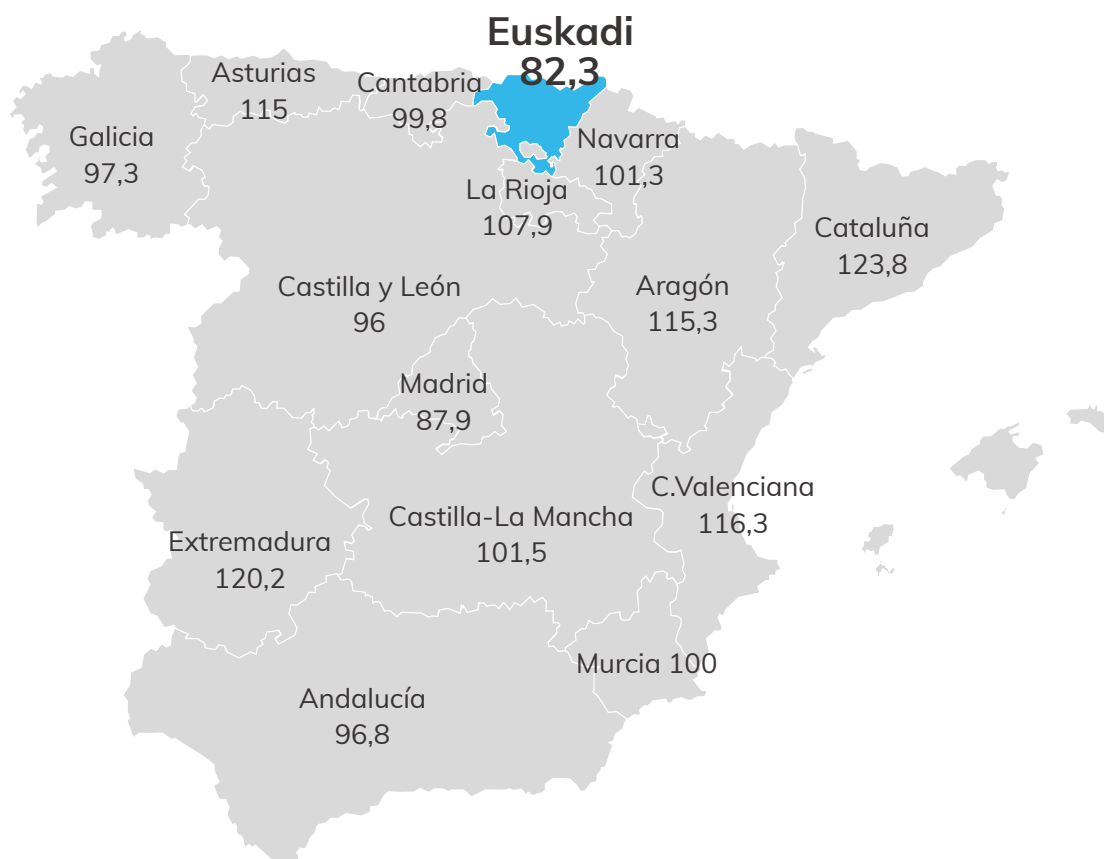 Euskadi
82,3
Asturias
115
Cantabria
99,8
Galicia
97,3
Navarra
101,3
La Rioja
107,9
Cataluña
123,8
Castilla y León
96
Aragón
115,3
Madrid
87,9
C.Valenciana
116,3
Castilla-La Mancha
101,5
Extremadura
120,2
Murcia 100
Andalucía
96,8